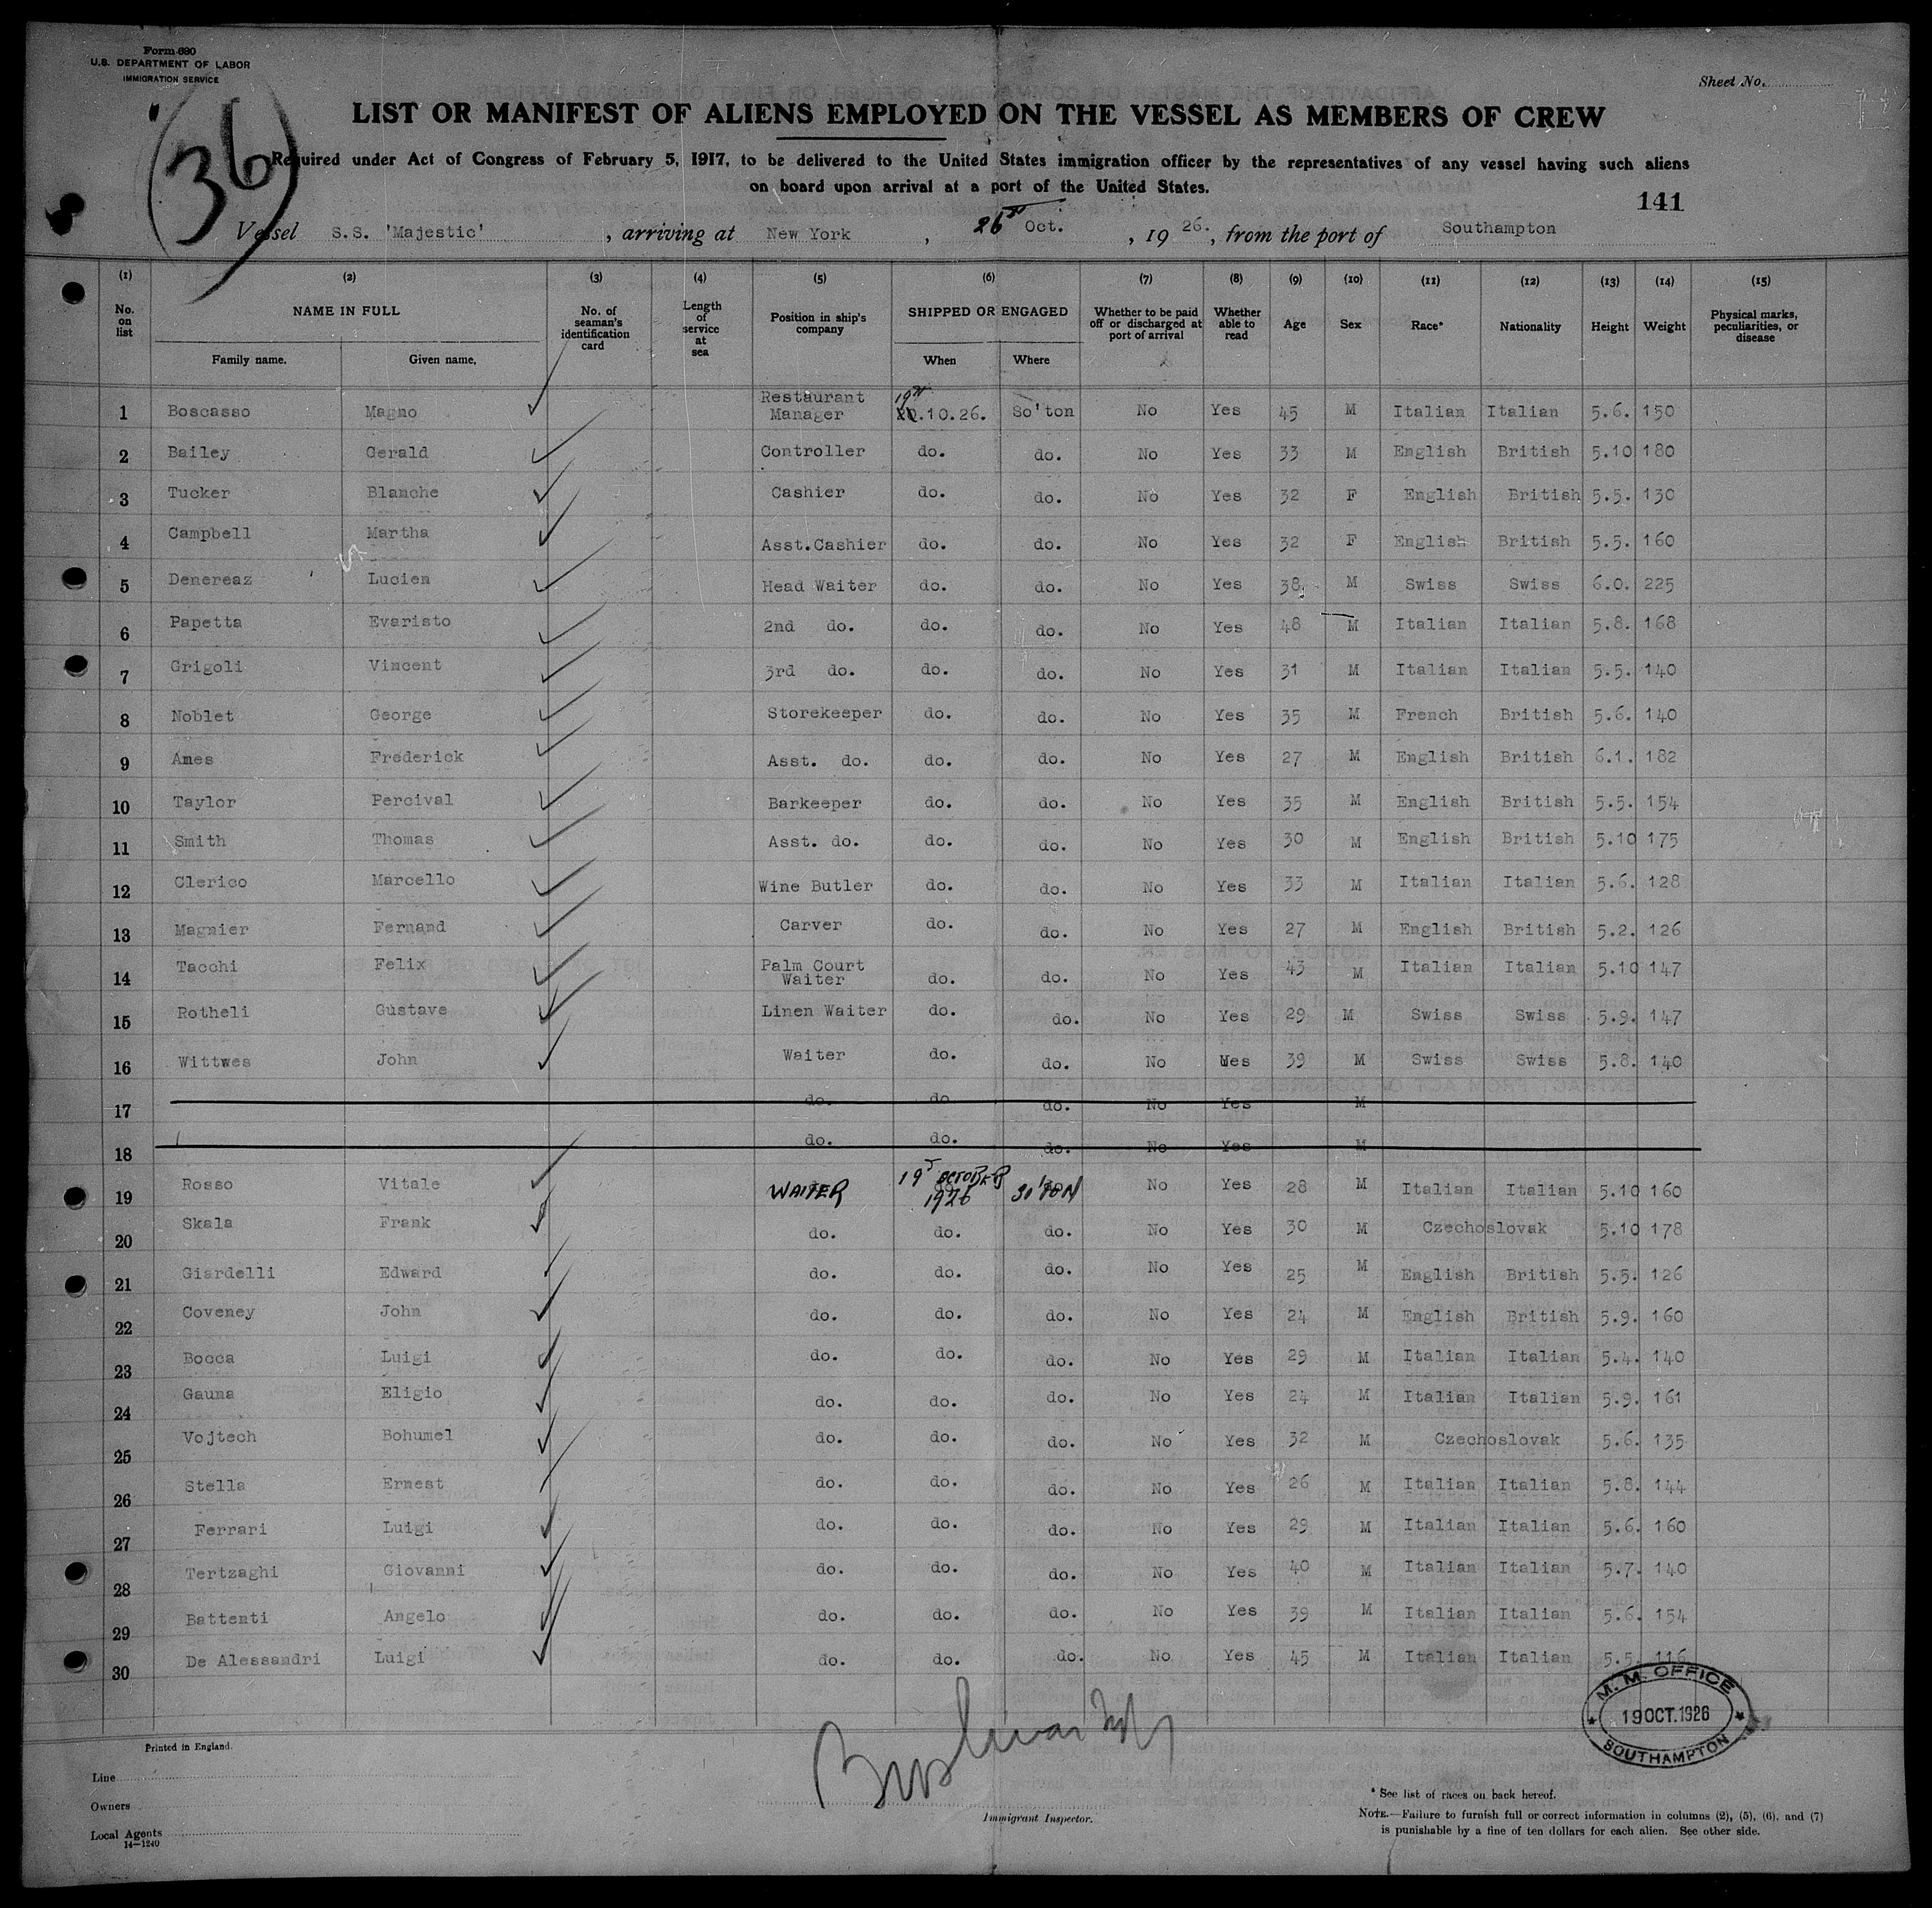 Form 680
U.S. DEPARTMENT OF LABOR
IMMIGRATION SERVICE
Sheet No.
(36)
LIST OR MANIFEST OF ALIENS EMPLOYED ON THE VESSEL AS MEMBERS OF CREW
Required under Act of Congress of February 5, 1917, to be delivered to the United States immigration officer by the representatives of any vessel having such aliens
on board upon arrival at a port of the United States.
141
Vessel S.S. 'Majestic', arriving at New York, 26th Oct., 1926., from the port of Southampton
(1) (2) (3) (4) (5) (6) (7) (8) (9) (10) (11) (12) (13) (14) (15)
No. on list NAME IN FULL Family name. Given name. No. of seaman's identification card Length of service at sea Position in ship's company SHIPPED OR ENGAGED When Where Whether to be paid off or discharged at port of arrival Whether able to read Age Sex Race* Nationality Height Weight Physical marks, peculiarities, or disease
1 Boscasso Magno Restaurant Manager 19th.10.26. So'ton No Yes 45 M Italian Italian 5.6. 150
2 Bailey Gerald Controller do. do. No Yes 33 M English British 5.10 180
3 Tucker Blanche Cashier do. do. No Yes 32 F English British 5.5. 130
4 Campbell Martha Asst.Cashier do. do. No Yes 32 F English British 5.5. 160
5 Denereaz Lucien Head Waiter do. do. No Yes 38 M Swiss Swiss 6.0. 225
6 Papetta Evaristo 2nd do. do. do. No Yes 48 M Italian Italian 5.8. 168
7 Grigoli Vincent 3rd do. do. do. No Yes 31 M Italian Italian 5.5. 140
8 Noblet George Storekeeper do. do. No Yes 35 M French British 5.6. 140
9 Ames Frederick Asst. do. do. do. No Yes 27 M English British 6.1. 182
10 Taylor Percival Barkeeper do. do. No Yes 35 M English British 5.5. 154
11 Smith Thomas Asst. do. do. do. No Yes 30 M English British 5.10 175
12 Clerico Marcello Wine Butler do. do. No Yes 33 M Italian Italian 5.6. 128
13 Magnier Fernand Carver do. do. No Yes 27 M English British 5.2. 126
14 Tacchi Felix Palm Court Waiter do. do. No Yes 43 M Italian Italian 5.10 147
15 Rotheli Gustave Linen Waiter do. do. No Yes 29 M Swiss Swiss 5.9. 147
16 Wittwes John Waiter do. do. No Yes 39 M Swiss Swiss 5.8. 140
17 do. do do. No Yes M
18 do. do. do. No Yes M
19 Rosso Vitale WAITER 19th OCTOBER 1926 SO'TON No Yes 28 M Italian Italian 5.10 160
20 Skala Frank do. do. do. No Yes 30 M Czechoslovak 5.10 178
21 Giardelli Edward do. do. do. No Yes 25 M English British 5.5. 126
22 Coveney John do. do. do. No Yes 24 M English British 5.9. 160
23 Bocca Luigi do. do. do. No Yes 29 M Italian Italian 5.4. 140
24 Gauna Eligio do. do. do. No Yes 24 M Italian Italian 5.9. 161
25 Vojtech Bohumel do. do. do. No Yes 32 M Czechoslovak 5.6. 135
26 Stella Ernest do. do. do. No Yes 26 M Italian Italian 5.8. 144
27 Ferrari Luigi do. do. do. No Yes 29 M Italian Italian 5.6. 160
28 Tertzaghi Giovanni do. do. do. No Yes 40 M Italian Italian 5.7. 140
29 Battenti Angelo do. do. do. No Yes 39 M Italian Italian 5.6. 154
30 De Alessandri Luigi do. do. do. No Yes 45 M Italian Italian 5.5. 116
M. M. OFFICE
19 OCT. 1926
SOUTHAMPTON
Printed in England.
Line
Owners
Local Agents
14—1240
Immigrant Inspector.
* See list of races on back hereof.
NOTE.—Failure to furnish full or correct information in columns (2), (5), (6), and (7)
is punishable by a fine of ten dollars for each alien. See other side.